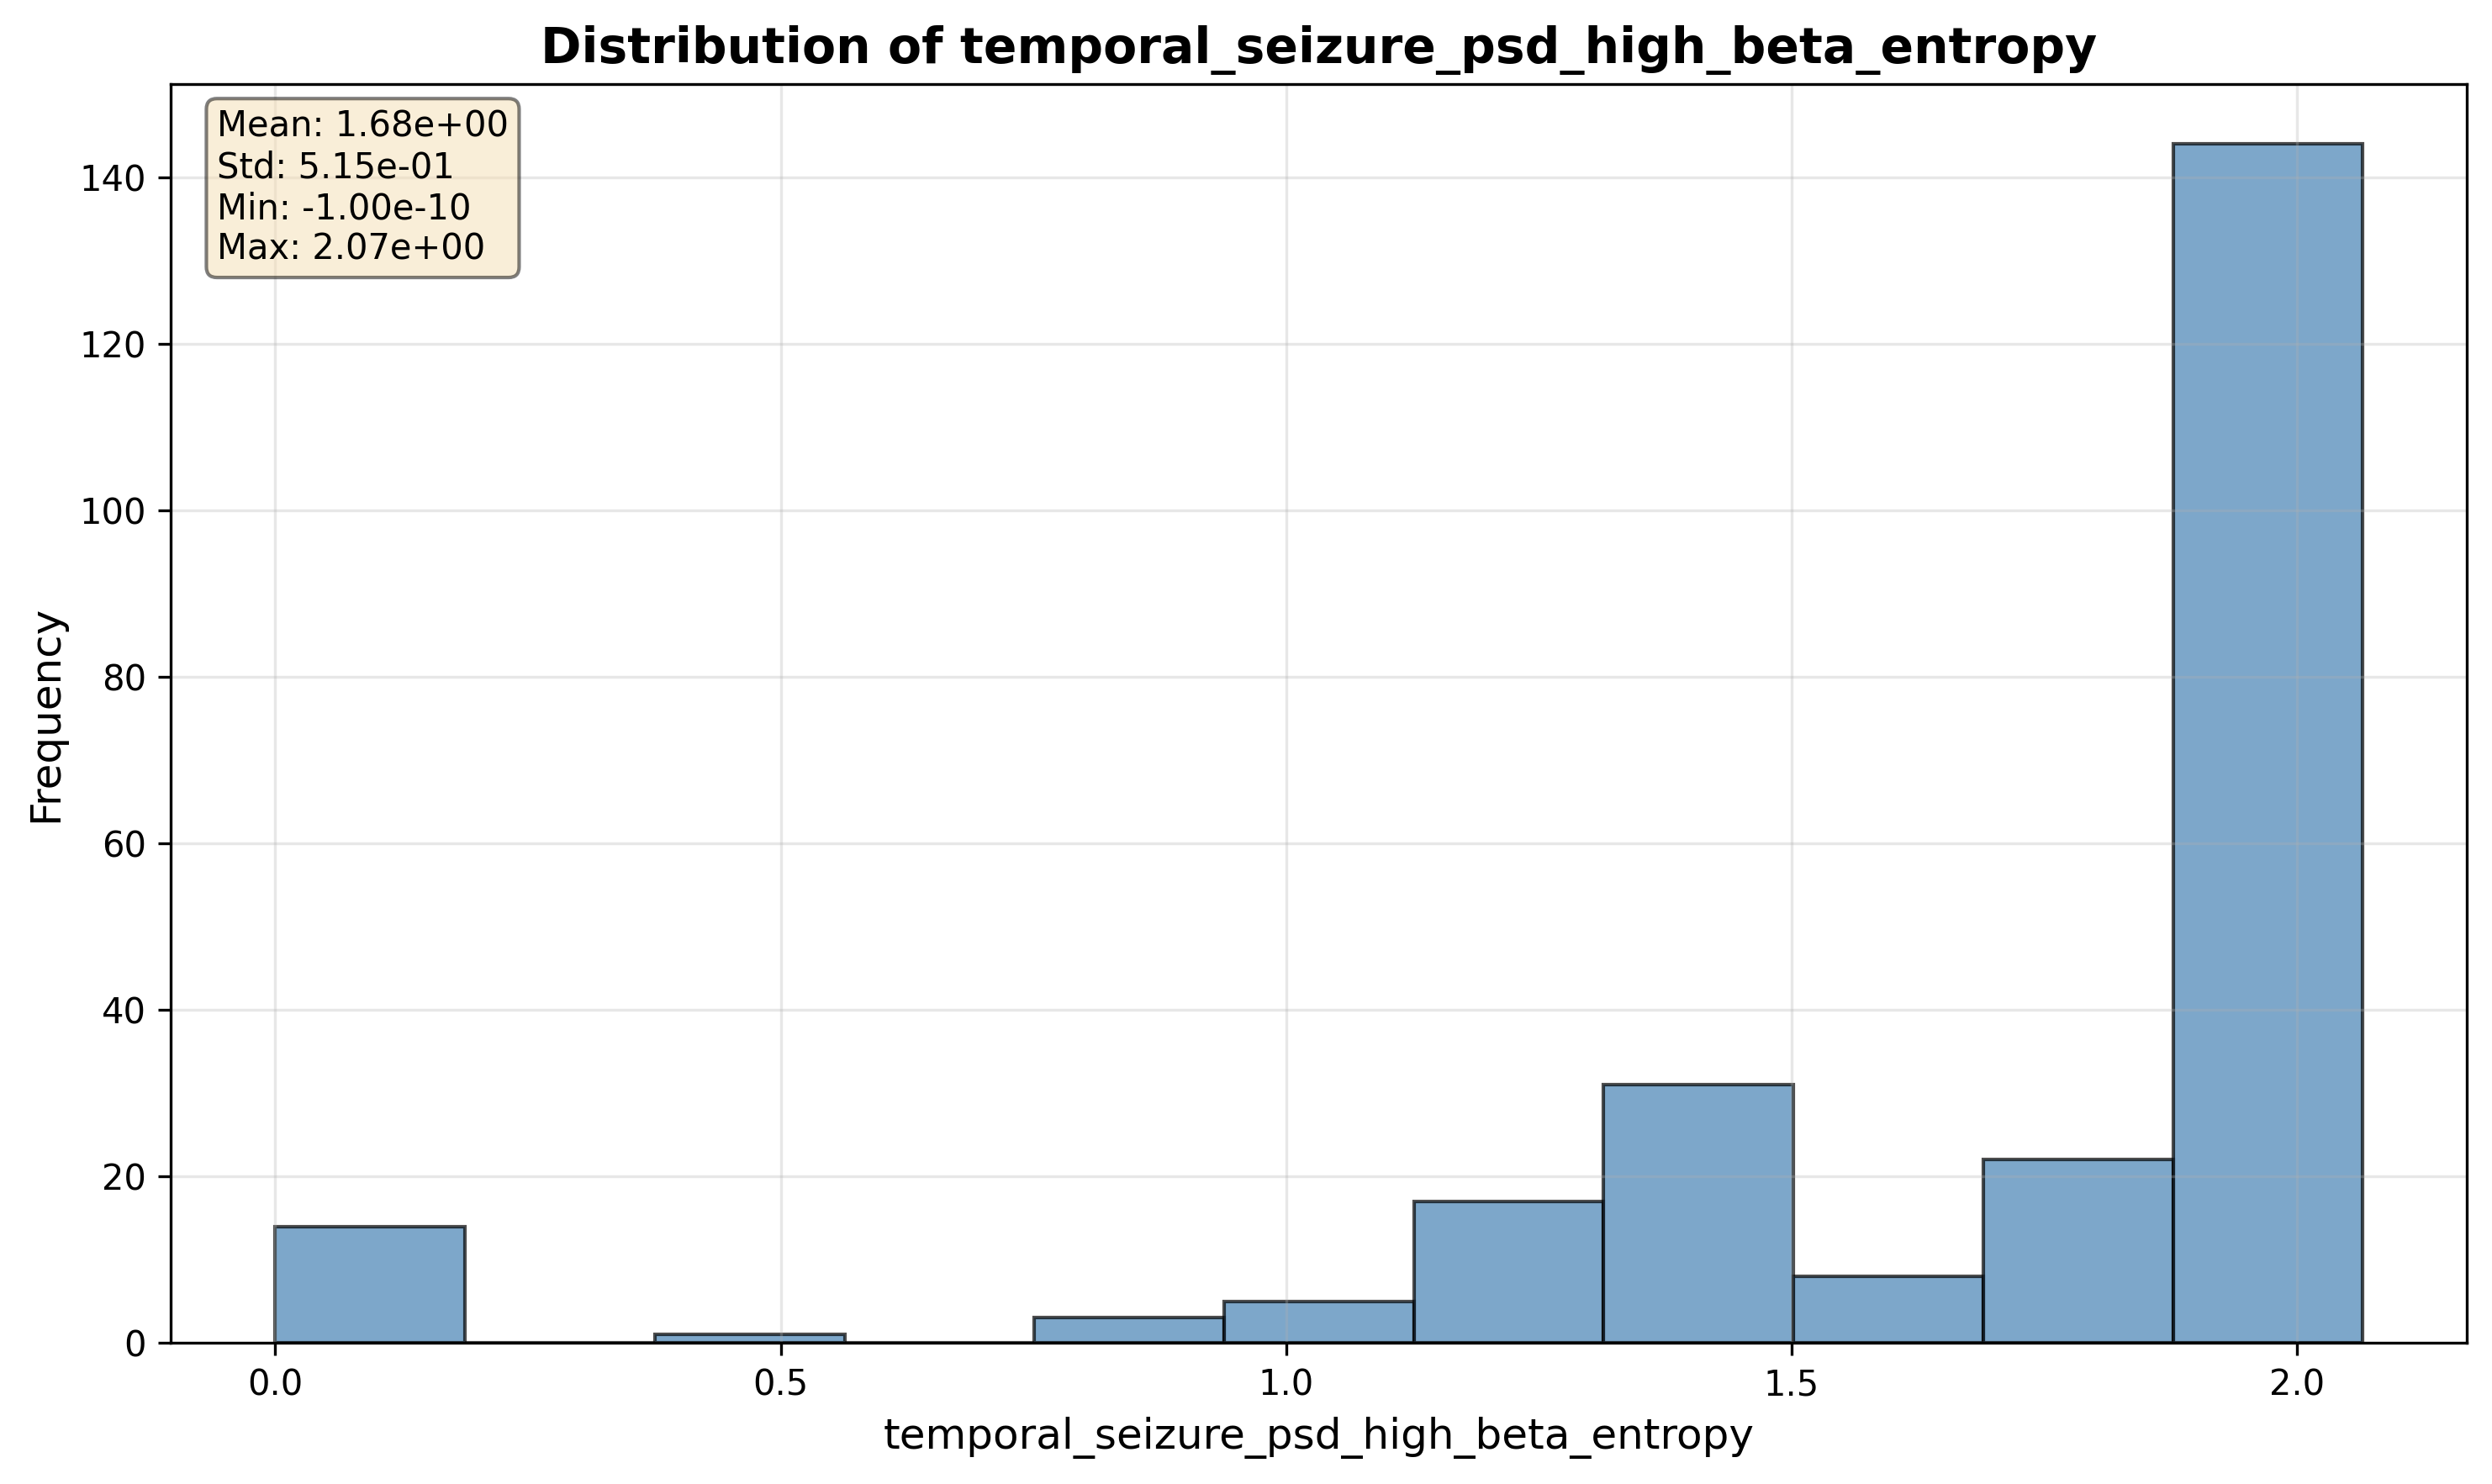 Distribution of temporal_seizure_psd_high_beta_entropy
Mean: 1.68e+00
Std: 5.15e-01
Min: -1.00e-10
Max: 2.07e+00
Frequency
140
120
100
80
60
40
20
0
0.0 0.5 1.0 1.5 2.0
temporal_seizure_psd_high_beta_entropy